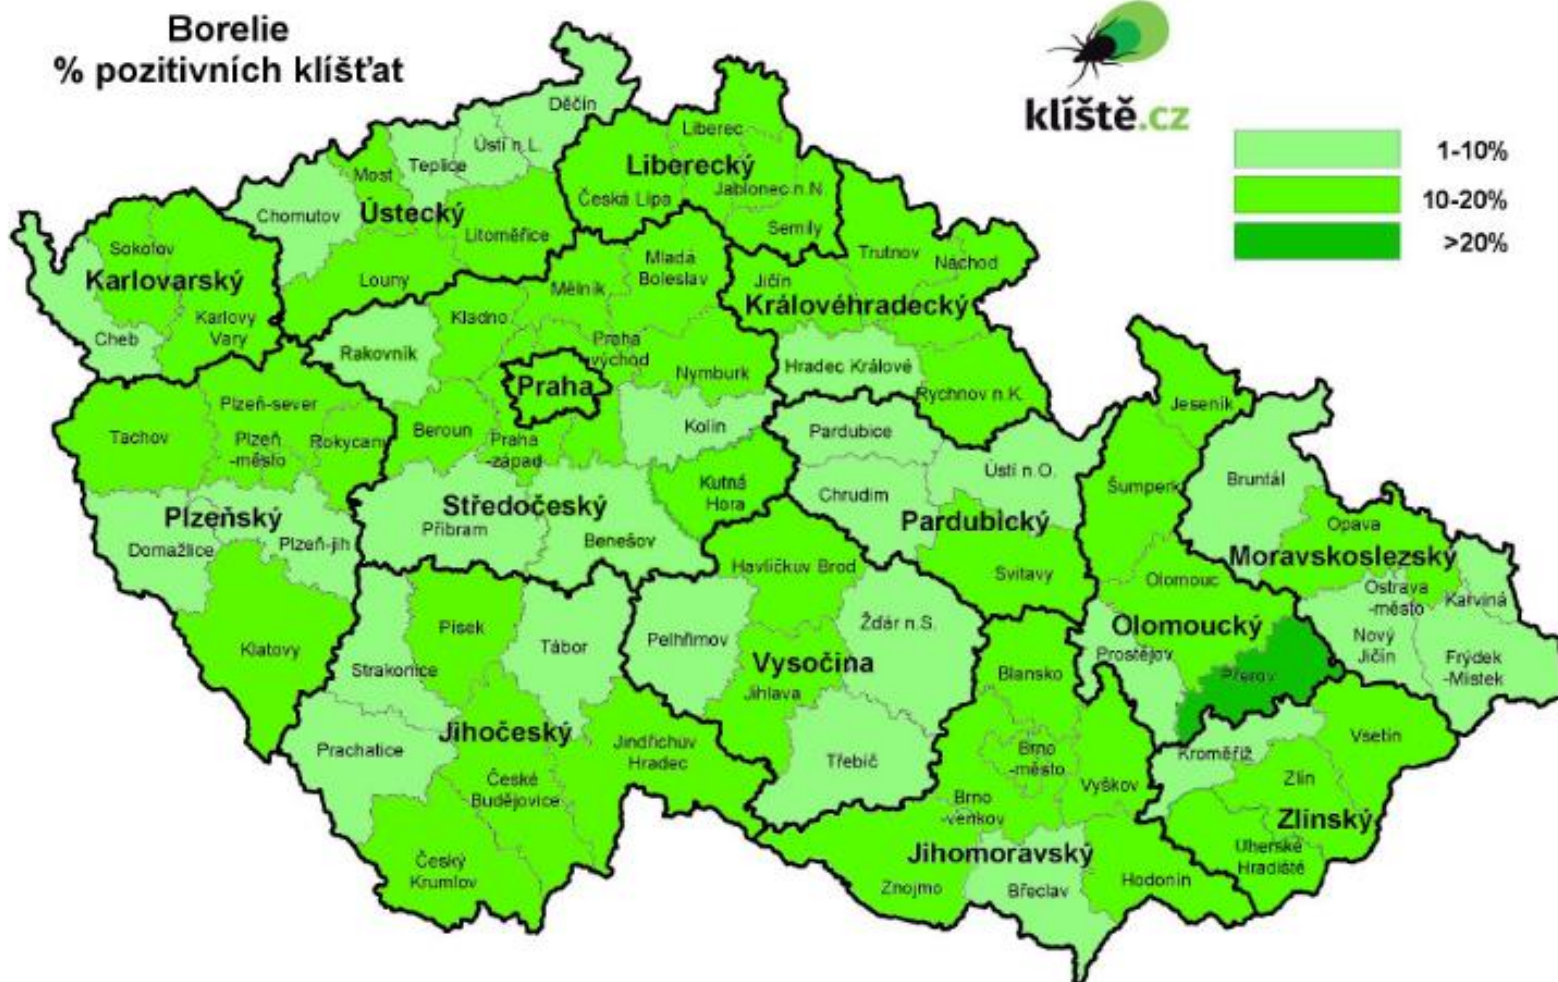 Borelie
% pozitivních klíšťat
klíště.cz
1-10%
10-20%
>20%
Děčín
Ústí n.L.
Teplice
Most
Chomutov
Ústecký
Litoměřice
Louny
Liberec
Liberecký
Česká Lípa
Jablonec n.N
Semily
Sokolov
Karlovarský
Karlovy
Vary
Cheb
Trutnov
Náchod
Jičín
Královéhradecký
Hradec Králové
Rychnov n.K.
Mladá
Boleslav
Mělník
Kladno
Rakovník
Praha
-východ
Praha
Nymburk
Kolín
Beroun
Praha
-západ
Kutná
Hora
Středočeský
Příbram
Benešov
Plzeň-sever
Tachov
Plzeň
-město
Rokycany
Plzeňský
Domažlice
Plzeň-jih
Klatovy
Pardubice
Ústí n.O.
Chrudim
Pardubický
Svitavy
Jeseník
Šumperk
Olomouc
Olomoucký
Prostějov
Přerov
Bruntál
Opava
Moravskoslezský
Ostrava
-město
Karviná
Nový
Jičín
Frýdek
-Mistek
Havlíčkuv Brod
Pelhřimov
Žďár n.S.
Vysočina
Jihlava
Třebíč
Písek
Tábor
Strakonice
Jihočeský
Prachatice
Jindřichuv
Hradec
České
Budějovice
Český
Krumlov
Blansko
Brno
-město
Vyškov
Brno
-venkov
Jihomoravský
Znojmo
Břeclav
Hodonín
Kroměříž
Vsetín
Zlín
Zlínský
Uherské
Hradiště